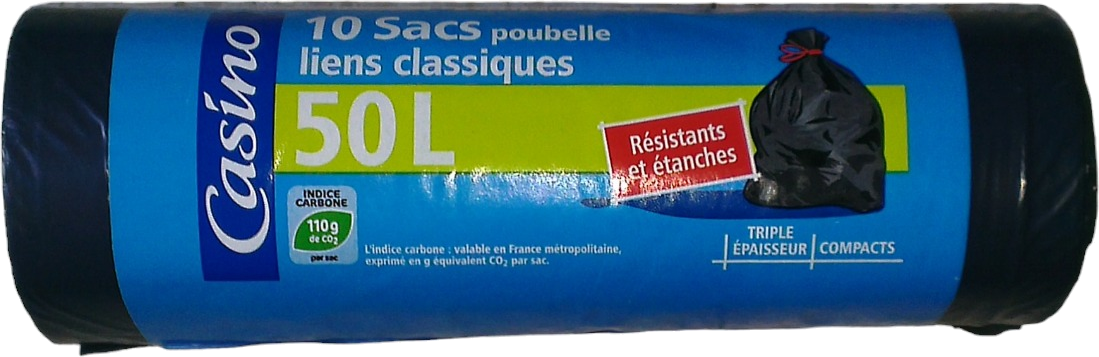 Casino
10 Sacs poubelle
liens classiques
50L
Résistants
et étanches
INDICE
CARBONE
110g
de CO2
par sac
L'indice carbone : valable en France métropolitaine,
exprimé en g équivalent CO2 par sac.
TRIPLE
ÉPAISSEUR
COMPACTS